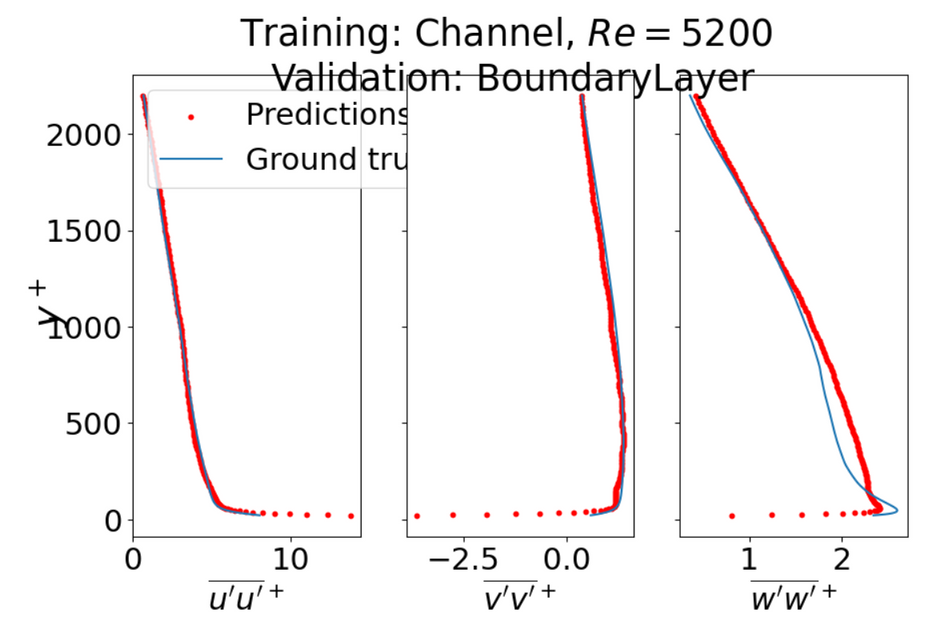 Training: Channel, Re = 5200
Validation: BoundaryLayer
Predictions
Ground tru
2000
1500
1000
500
0
y⁺
0 10
−2.5 0.0
1 2
u′u′⁺
v′v′⁺
w′w′⁺